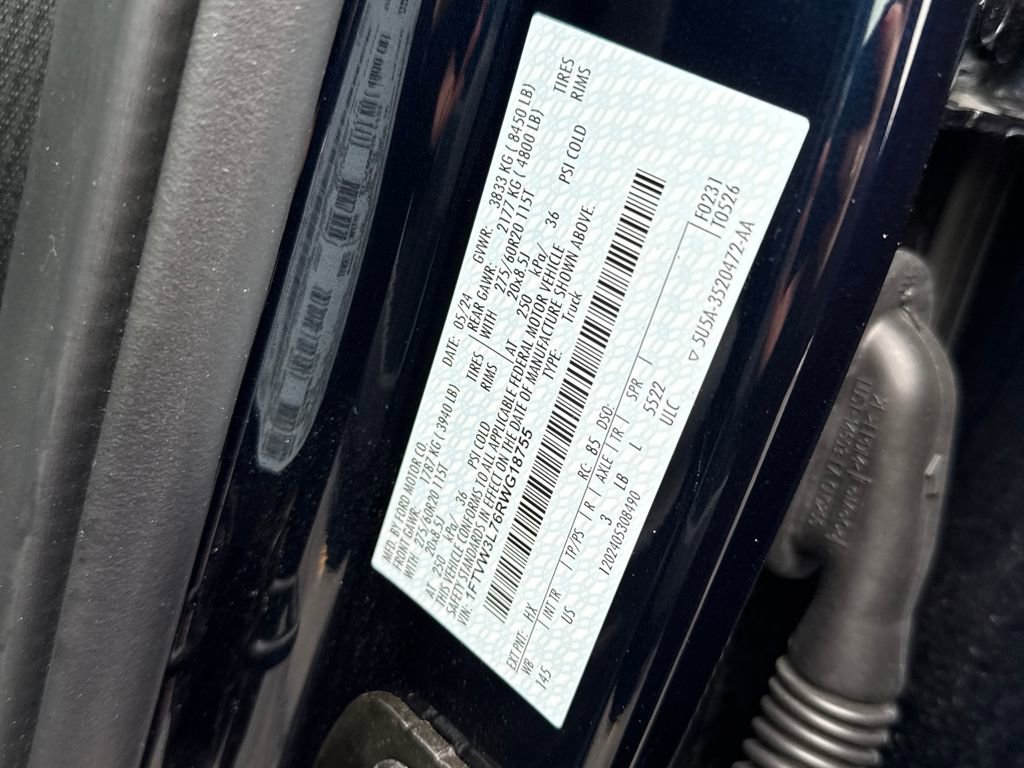 MFD. BY FORD MOTOR CO.
DATE: 05/24 GVWR: 3833 KG ( 8450 LB)
FRONT GAWR: 1787 KG ( 3940 LB) REAR GAWR: 2177 KG ( 4800 LB)
WITH 275/60R20 115T TIRES WITH 275/60R20 115T TIRES
20x8.5J RIMS 20x8.5J RIMS
AT 250 kPa/ 36 PSI COLD AT 250 kPa/ 36 PSI COLD
THIS VEHICLE CONFORMS TO ALL APPLICABLE FEDERAL MOTOR VEHICLE
SAFETY STANDARDS IN EFFECT ON THE DATE OF MANUFACTURE SHOWN ABOVE.
VIN: 1FTVW3L76RWG18755 TYPE: Truck
EXT PNT: HX RC: 85 DSO:
WB INT TR TP/PS R AXLE TR SPR
145 US 3 LB L 5522
120240530B490 ULC
F0231
T0526
▽ 5U5A-3520472-AA